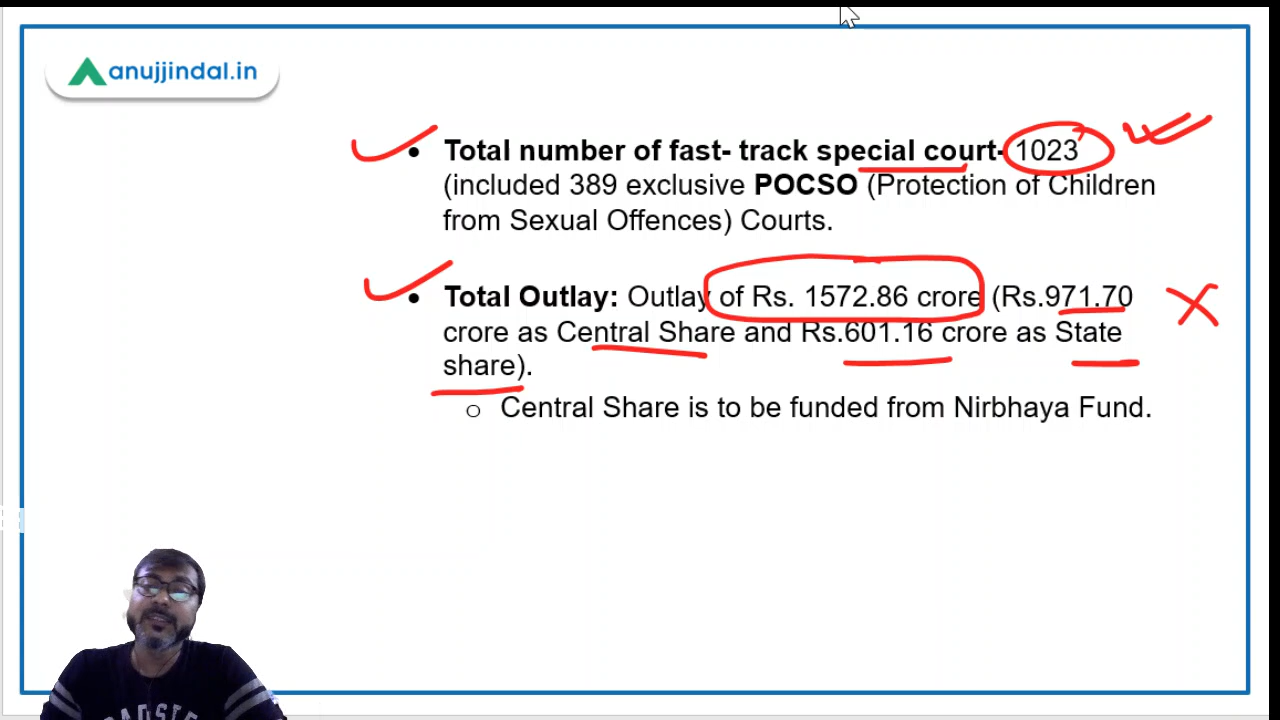 anujjindal.in
• Total number of fast- track special court- 1023
(included 389 exclusive POCSO (Protection of Children
from Sexual Offences) Courts.
• Total Outlay: Outlay of Rs. 1572.86 crore (Rs.971.70
crore as Central Share and Rs.601.16 crore as State
share).
o Central Share is to be funded from Nirbhaya Fund.